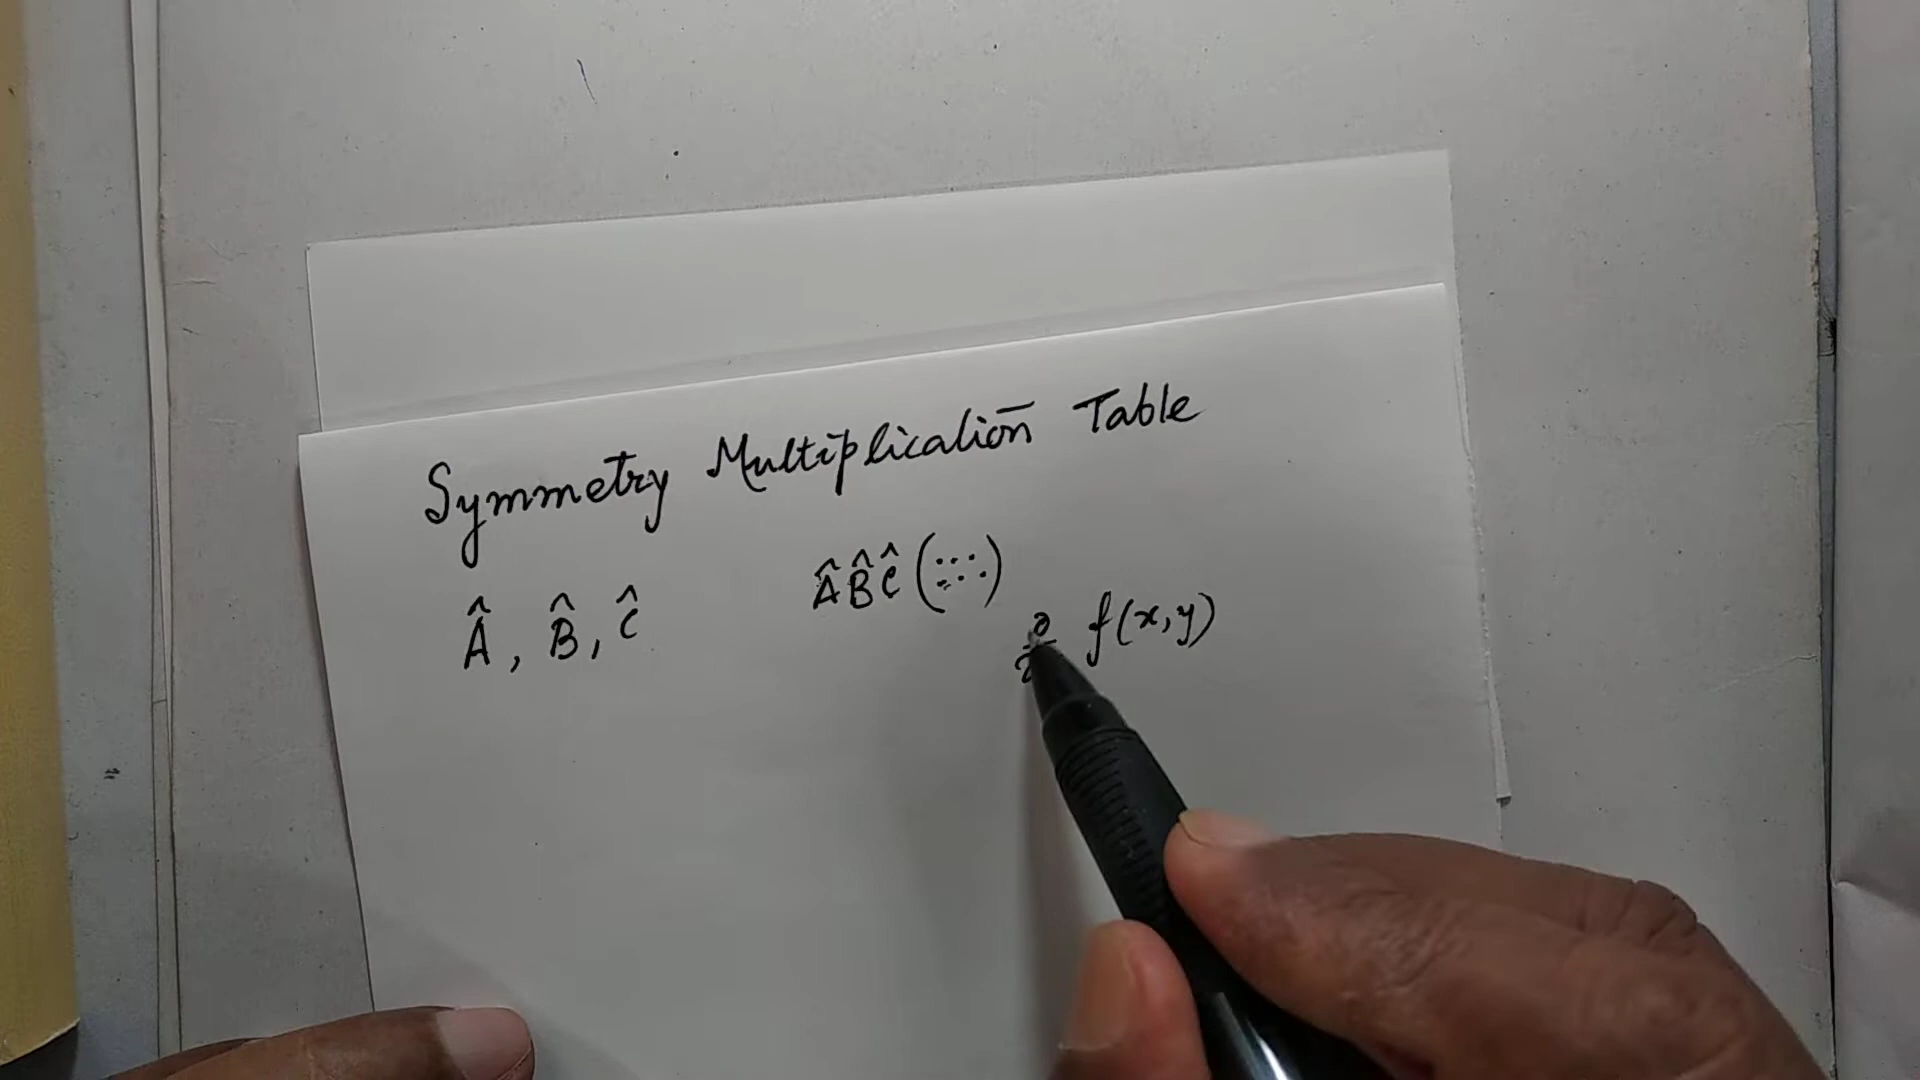 Symmetry Multiplication Table
Â, B̂, Ĉ
ÂB̂Ĉ(:::)
∂ f(x,y)